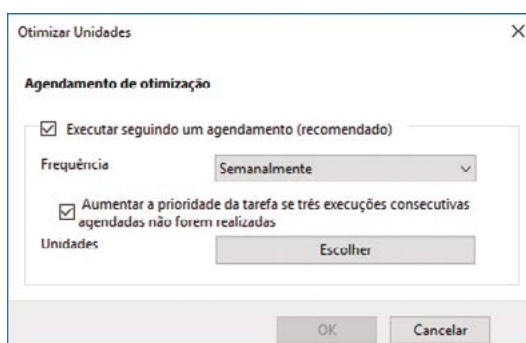 Otimizar Unidades
Agendamento de otimização
Executar seguindo um agendamento (recomendado)
Frequência
Semanalmente
Aumentar a prioridade da tarefa se três execuções consecutivas
agendadas não forem realizadas
Unidades
Escolher
OK
Cancelar